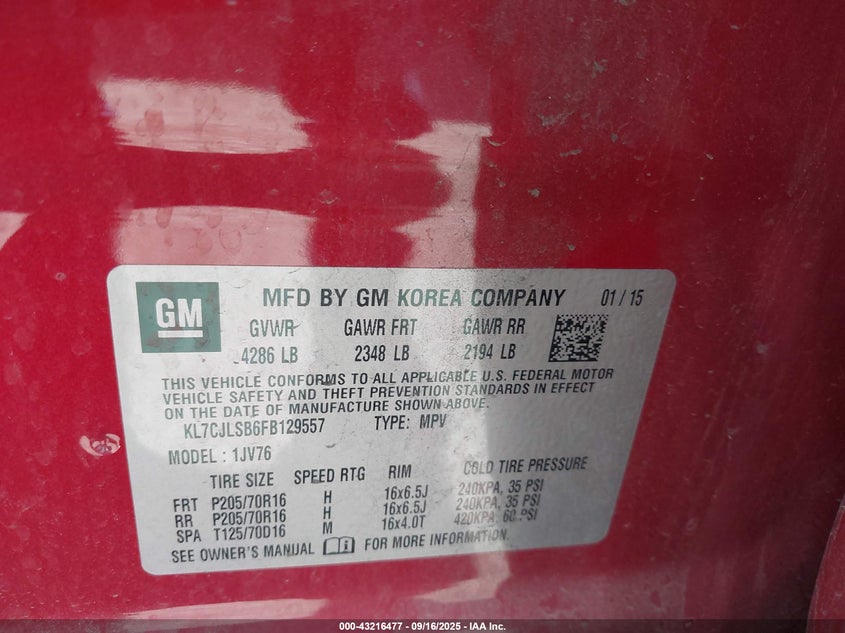 GM
MFD BY GM KOREA COMPANY 01/15
GVWR GAWR FRT GAWR RR
4286 LB 2348 LB 2194 LB
THIS VEHICLE CONFORMS TO ALL APPLICABLE U.S. FEDERAL MOTOR
VEHICLE SAFETY AND THEFT PREVENTION STANDARDS IN EFFECT
ON THE DATE OF MANUFACTURE SHOWN ABOVE.
KL7CJLSB6FB129557 TYPE: MPV
MODEL : 1JV76
TIRE SIZE SPEED RTG RIM COLD TIRE PRESSURE
FRT P205/70R16 H 16x6.5J 240KPA, 35 PSI
RR P205/70R16 H 16x6.5J 240KPA, 35 PSI
SPA T125/70D16 M 16x4.0T 420KPA, 60 PSI
SEE OWNER'S MANUAL FOR MORE INFORMATION.
000-43216477 - 09/16/2025 - IAA Inc.